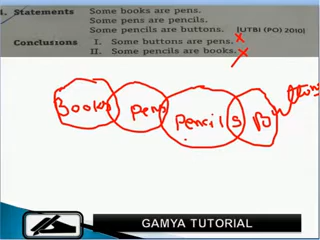 1. Statements Some books are pens.
Some pens are pencils.
Some pencils are buttons. [UTBI (PO) 2010]
Conclusions I. Some buttons are pens. ×
II. Some pencils are books. ×
Books Pens Pencils Buttons
GAMYA TUTORIAL